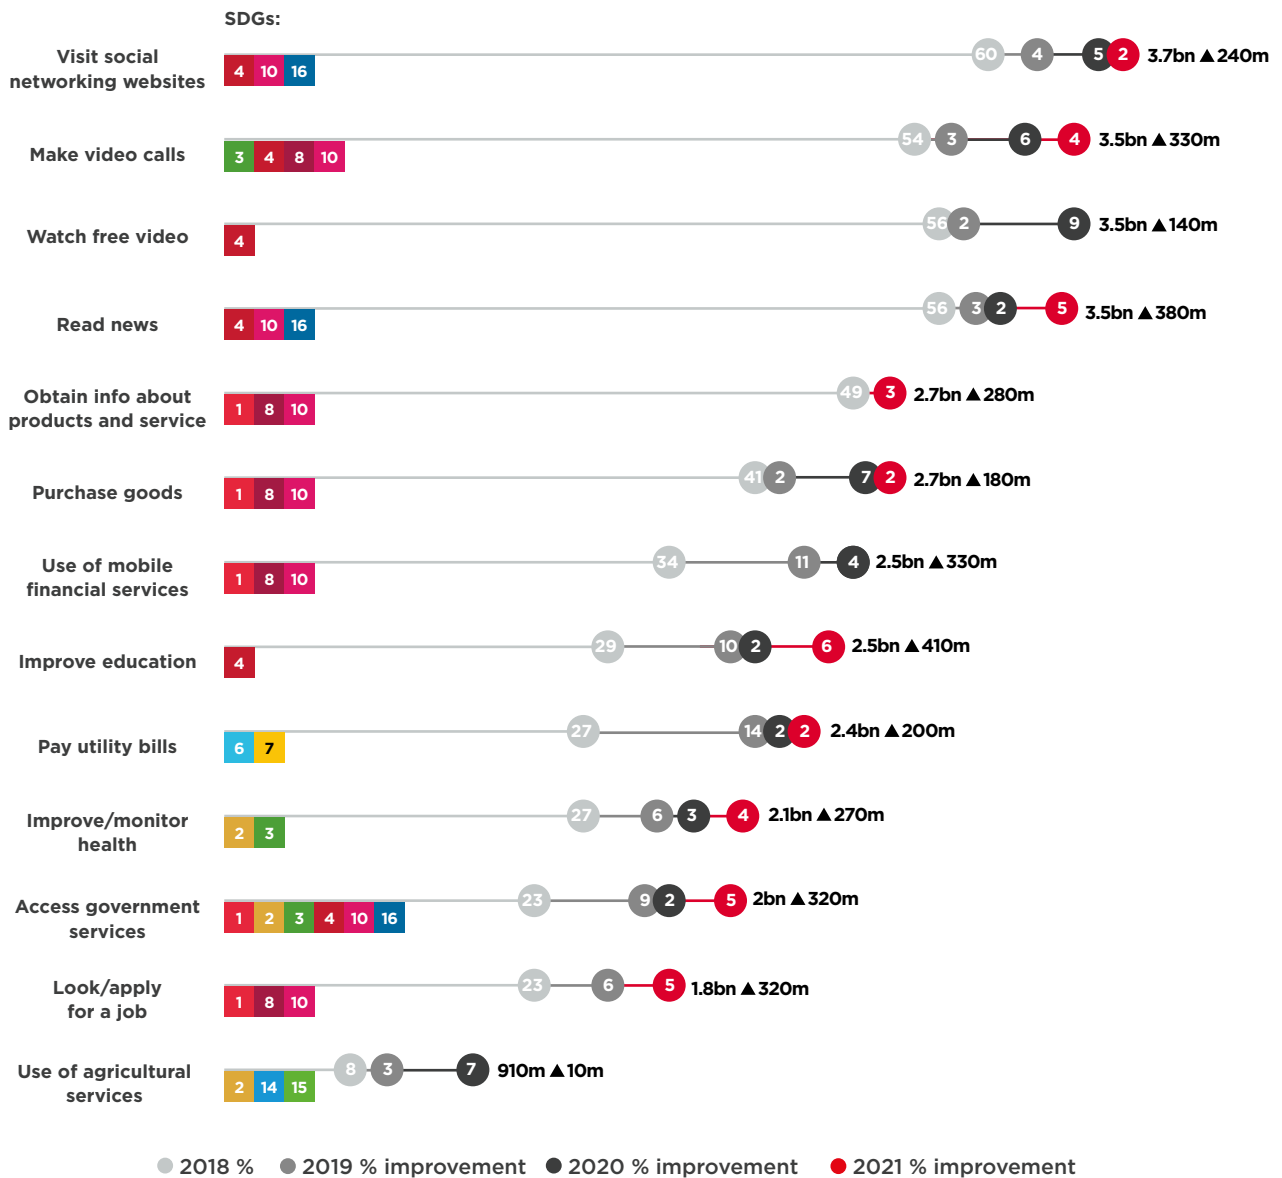 SDGs:
Visit social
networking websites
4 10 16
60 4 5 2
3.7bn ▲240m
Make video calls
3 4 8 10
54 3 6 4
3.5bn ▲330m
Watch free video
4
56 2 9
3.5bn ▲140m
Read news
4 10 16
56 3 2 5
3.5bn ▲380m
Obtain info about
products and service
1 8 10
49 3
2.7bn ▲280m
Purchase goods
1 8 10
41 2 7 2
2.7bn ▲180m
Use of mobile
financial services
1 8 10
34 11 4
2.5bn ▲330m
Improve education
4
29 10 2 6
2.5bn ▲410m
Pay utility bills
6 7
27 14 2 2
2.4bn ▲200m
Improve/monitor
health
2 3
27 6 3 4
2.1bn ▲270m
Access government
services
1 2 3 4 10 16
23 9 2 5
2bn ▲320m
Look/apply
for a job
1 8 10
23 6 5
1.8bn ▲320m
Use of agricultural
services
2 14 15
8 3 7
910m ▲10m
2018 % 2019 % improvement 2020 % improvement 2021 % improvement